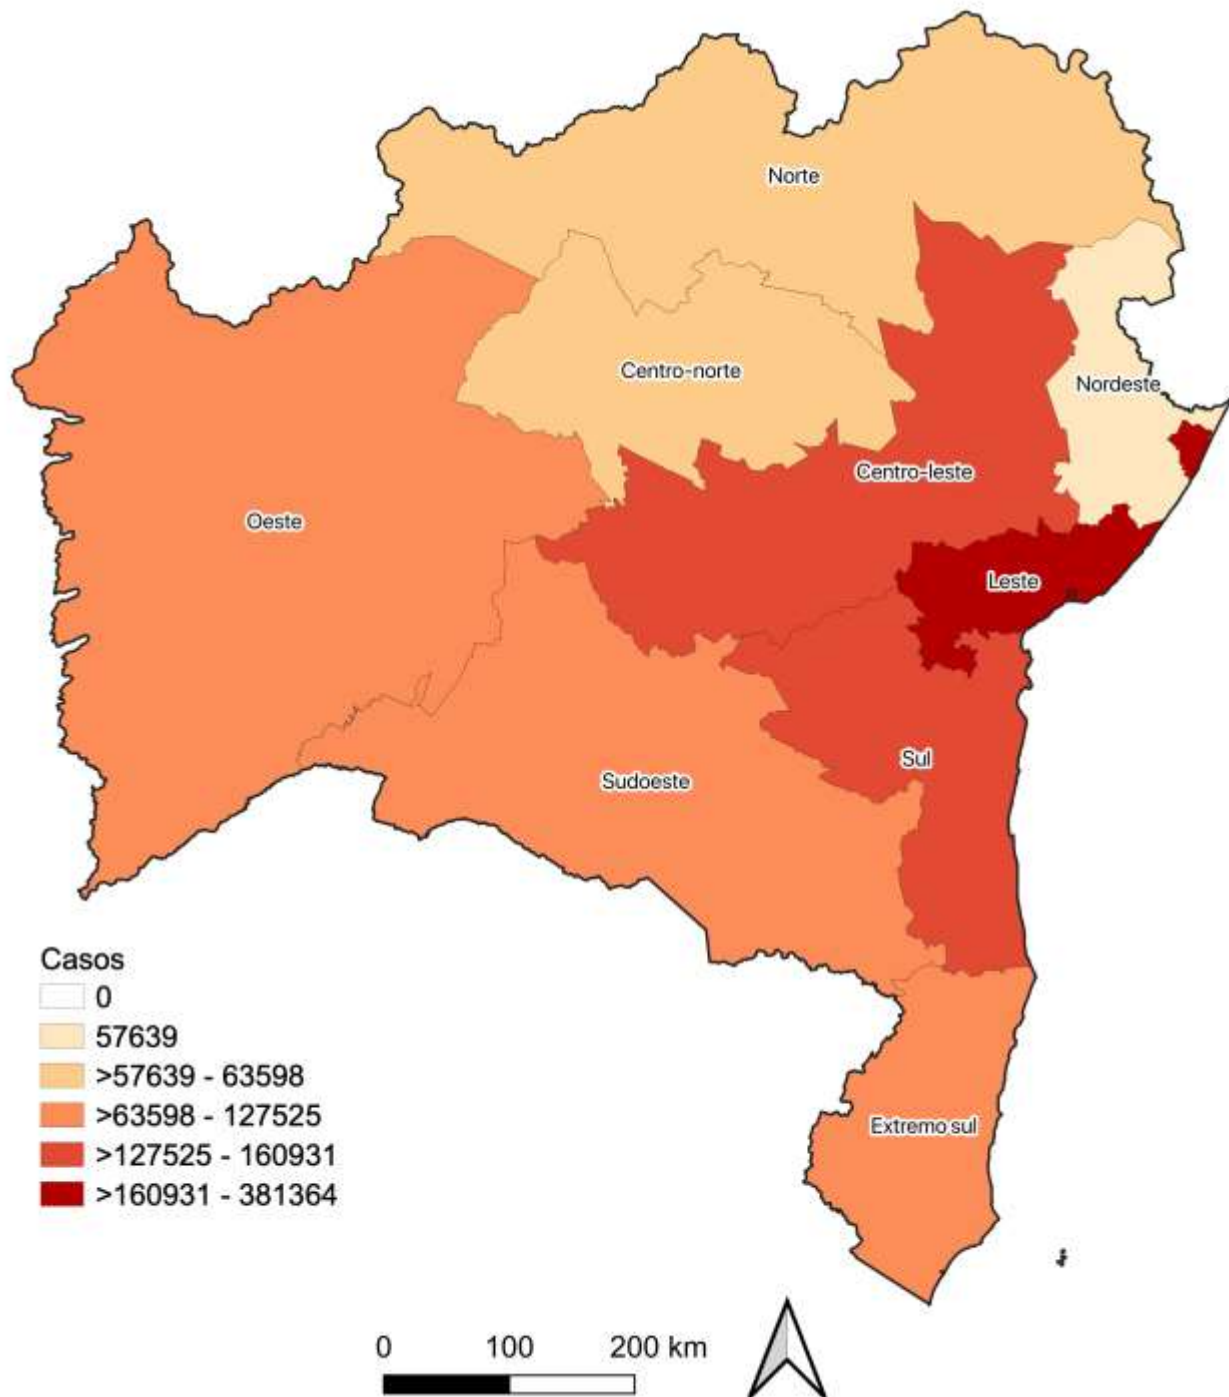 Norte
Centro-norte
Nordeste
Centro-leste
Oeste
Leste
Sul
Sudoeste
Extremo sul
Casos
0
57639
>57639 - 63598
>63598 - 127525
>127525 - 160931
>160931 - 381364
0 100 200 km